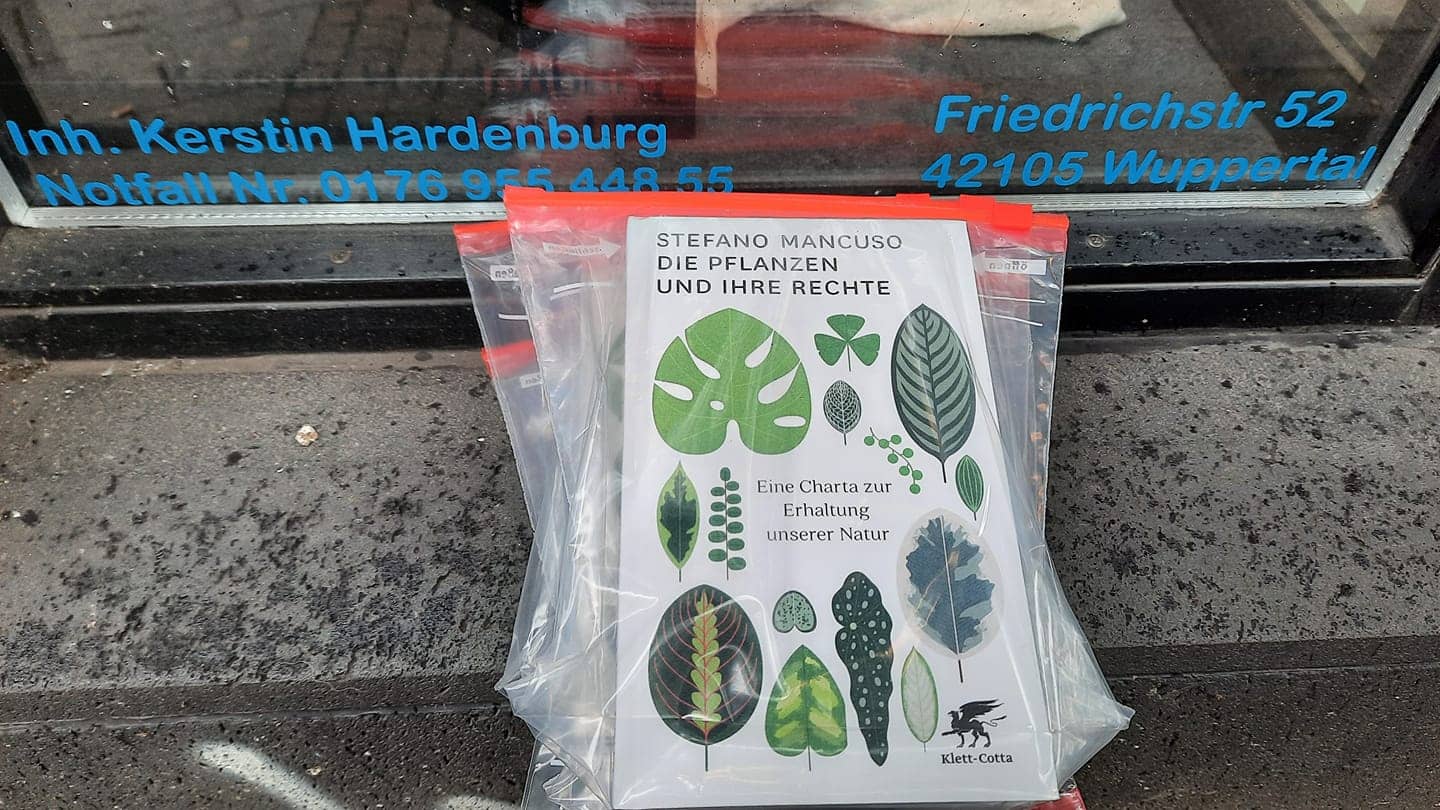 Inh. Kerstin Hardenburg
Notfall Nr. 0176 955 448 55
Friedrichstr 52
42105 Wuppertal
öffnen
STEFANO MANCUSO
DIE PFLANZEN
UND IHRE RECHTE
Eine Charta zur
Erhaltung
unserer Natur
Klett-Cotta